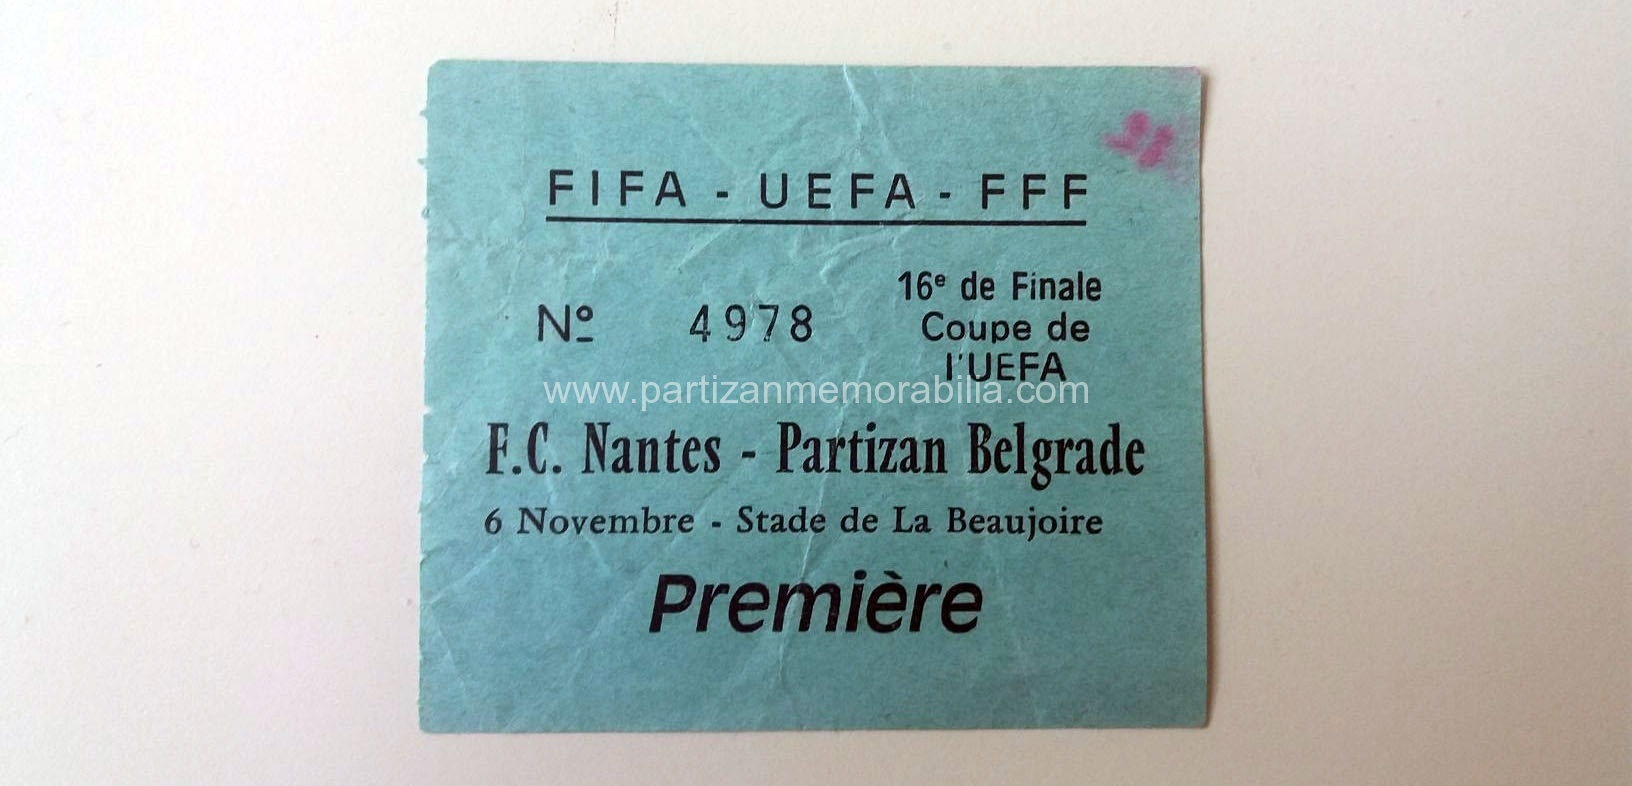 FIFA - UEFA - FFF
Nº 4978
16e de Finale
Coupe de
l'UEFA
www.partizanmemorabilia.com
F.C. Nantes - Partizan Belgrade
6 Novembre - Stade de La Beaujoire
Première